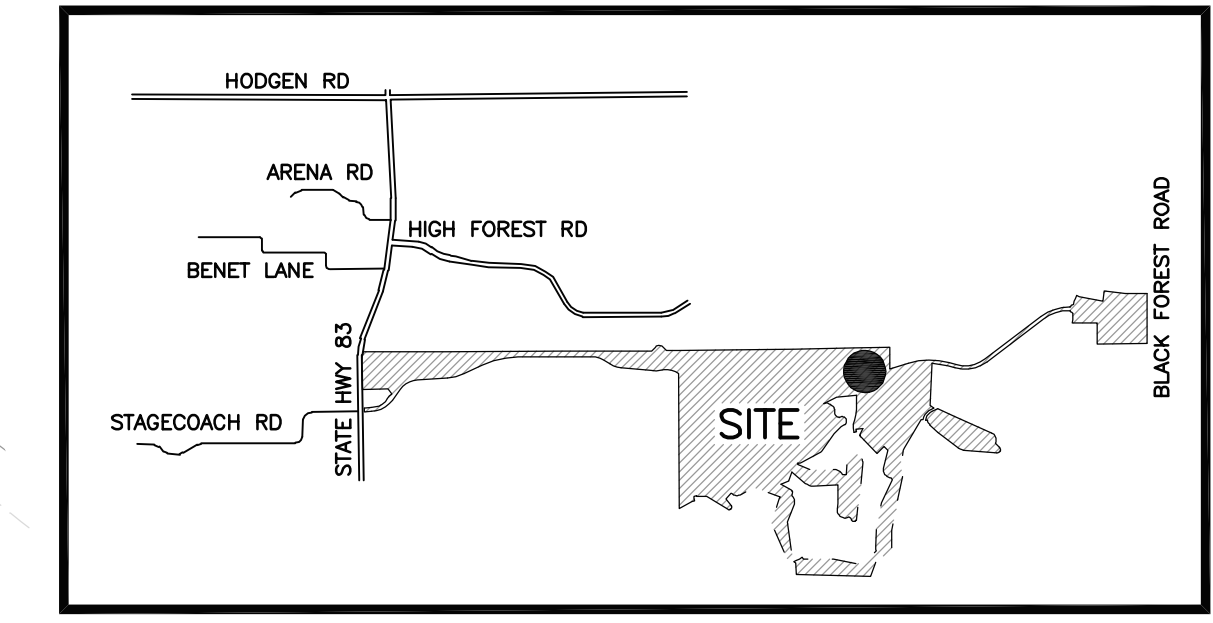 HODGEN RD
ARENA RD
HIGH FOREST RD
BENET LANE
BLACK FOREST ROAD
STATE HWY 83
STAGECOACH RD
SITE